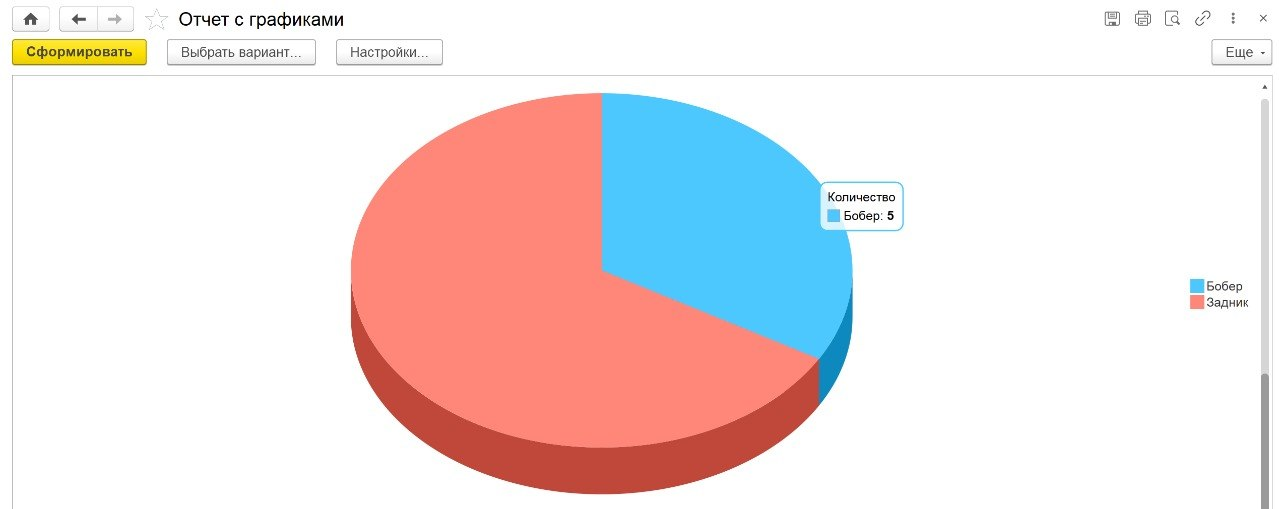 Отчет с графиками
Сформировать
Выбрать вариант...
Настройки...
Еще
Количество
Бобер: 5
Бобер
Задник